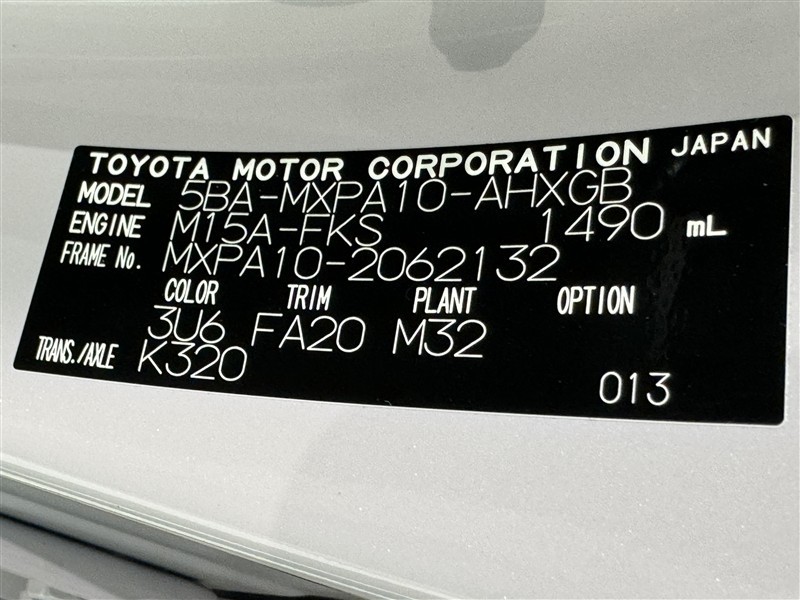 TOYOTA MOTOR CORPORATION JAPAN
MODEL 5BA-MXPA10-AHXGB
ENGINE M15A-FKS 1490 mL
FRAME No. MXPA10-2062132
COLOR TRIM PLANT OPTION
3U6 FA20 M32
TRANS./AXLE K320
013